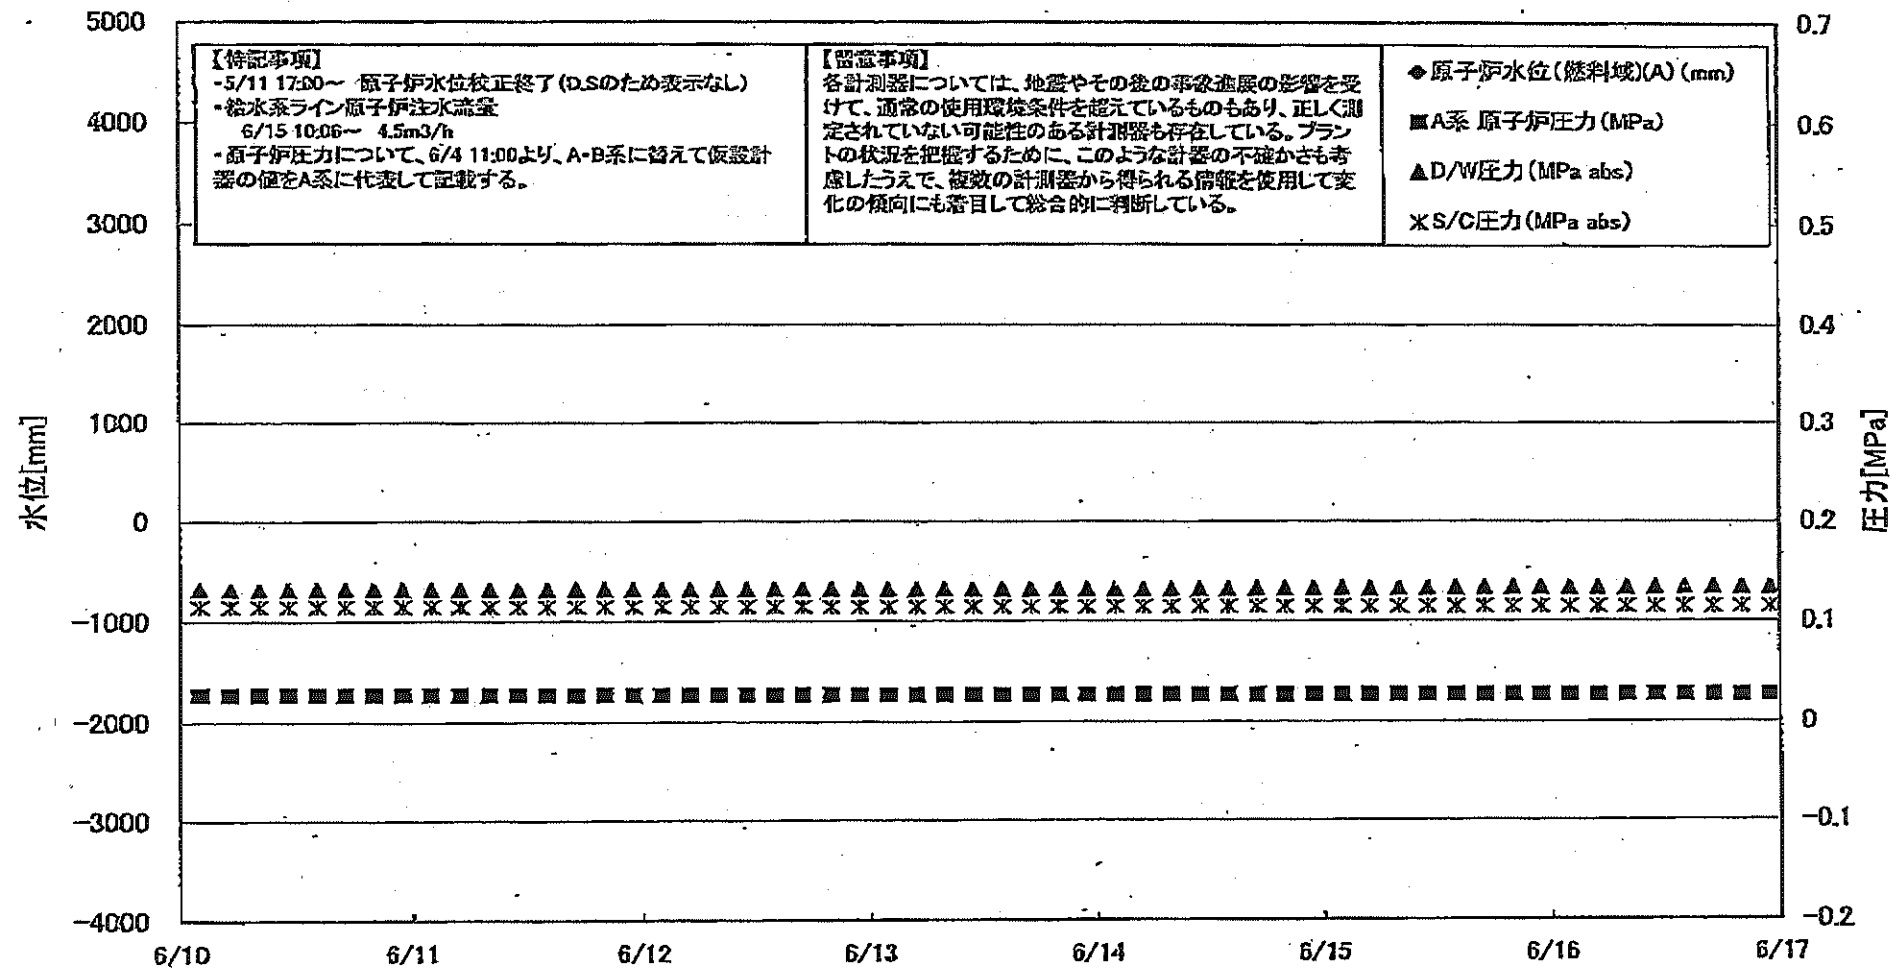 5000
4000
3000
2000
1000
0
-1000
-2000
-3000
-4000
水位[mm]
【特記事項】
-5/11 17:00～ 原子炉水位校正終了(D.Sのため表示なし)
・給水系ライン原子炉注水流量
6/15 10:06～ 4.5m3/h
・原子炉圧力について、6/4 11:00より、A・B系に替えて仮設計
器の値をA系に代表して記載する。
【留意事項】
各計測器については、地震やその後の事象進展の影響を受
けて、通常の使用環境条件を超えているものもあり、正しく測
定されていない可能性のある計測器も存在している。プラン
トの状況を把握するために、このような計器の不確かさも考
慮したうえで、複数の計測器から得られる情報を使用して変
化の傾向にも着目して総合的に判断している。
原子炉水位(燃料域)(A)(mm)
A系 原子炉圧力(MPa)
D/W圧力(MPa abs)
S/C圧力(MPa abs)
0.7
0.6
0.5
0.4
0.3
0.2
0.1
0
-0.1
-0.2
圧力[MPa]
6/10 6/11 6/12 6/13 6/14 6/15 6/16 6/17